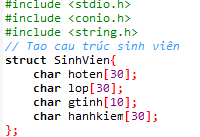 #include <stdio.h>
#include <conio.h>
#include <string.h>
// Tao cau trúc sinh viên
struct SinhVien{
char hoten[30];
char lop[30];
char gtinh[10];
char hanhkiem[30];
};